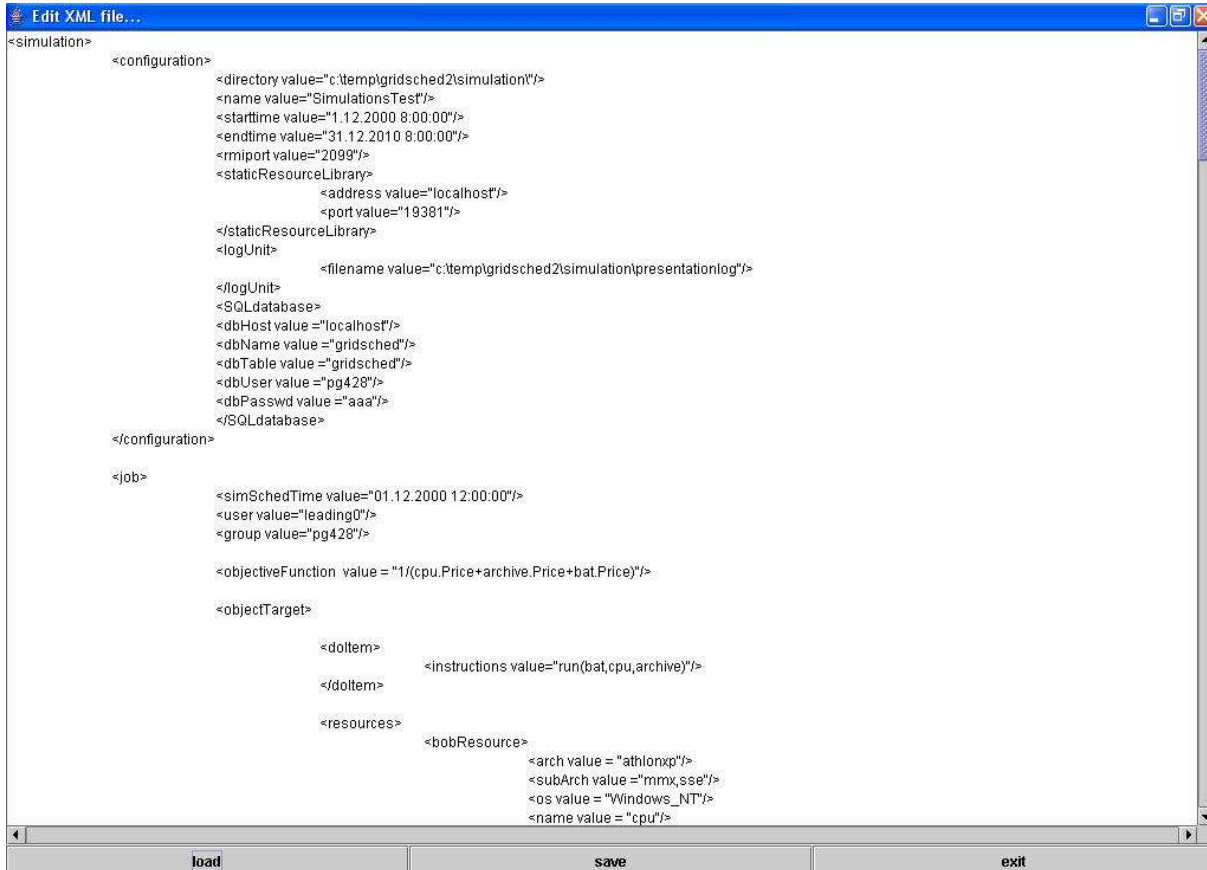 Edit XML file...
<simulation>
<configuration>
<directory value="c:\temp\gridsched2\simulation\"/>
<name value="SimulationsTest"/>
<starttime value="1.12.2000 8:00:00"/>
<endtime value="31.12.2010 8:00:00"/>
<rmiport value="2099"/>
<staticResourceLibrary>
<address value="localhost"/>
<port value="19381"/>
</staticResourceLibrary>
<logUnit>
<filename value="c:\temp\gridsched2\simulation\presentationlog"/>
</logUnit>
<SQLdatabase>
<dbHost value ="localhost"/>
<dbName value ="gridsched"/>
<dbTable value ="gridsched"/>
<dbUser value ="pg428"/>
<dbPasswd value ="aaa"/>
</SQLdatabase>
</configuration>
<job>
<simSchedTime value="01.12.2000 12:00:00"/>
<user value="leading0"/>
<group value="pg428"/>
<objectiveFunction  value = "1/(cpu.Price+archive.Price+bat.Price)"/>
<objectTarget>
<doItem>
<instructions value="run(bat,cpu,archive)"/>
</doItem>
<resources>
<bobResource>
<arch value = "athlonxp"/>
<subArch value ="mmx,sse"/>
<os value = "Windows_NT"/>
<name value = "cpu"/>
load save exit